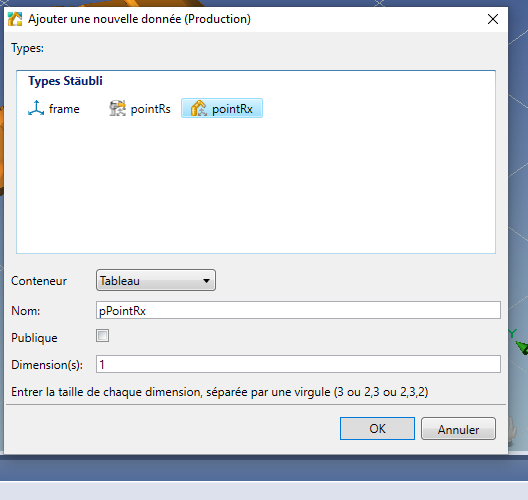 Ajouter une nouvelle donnée (Production)
Types:
Types Stäubli
frame pointRs pointRx
Conteneur Tableau
Nom: pPointRx
Publique
Dimension(s): 1
Entrer la taille de chaque dimension, séparée par une virgule (3 ou 2,3 ou 2,3,2)
OK Annuler
Y